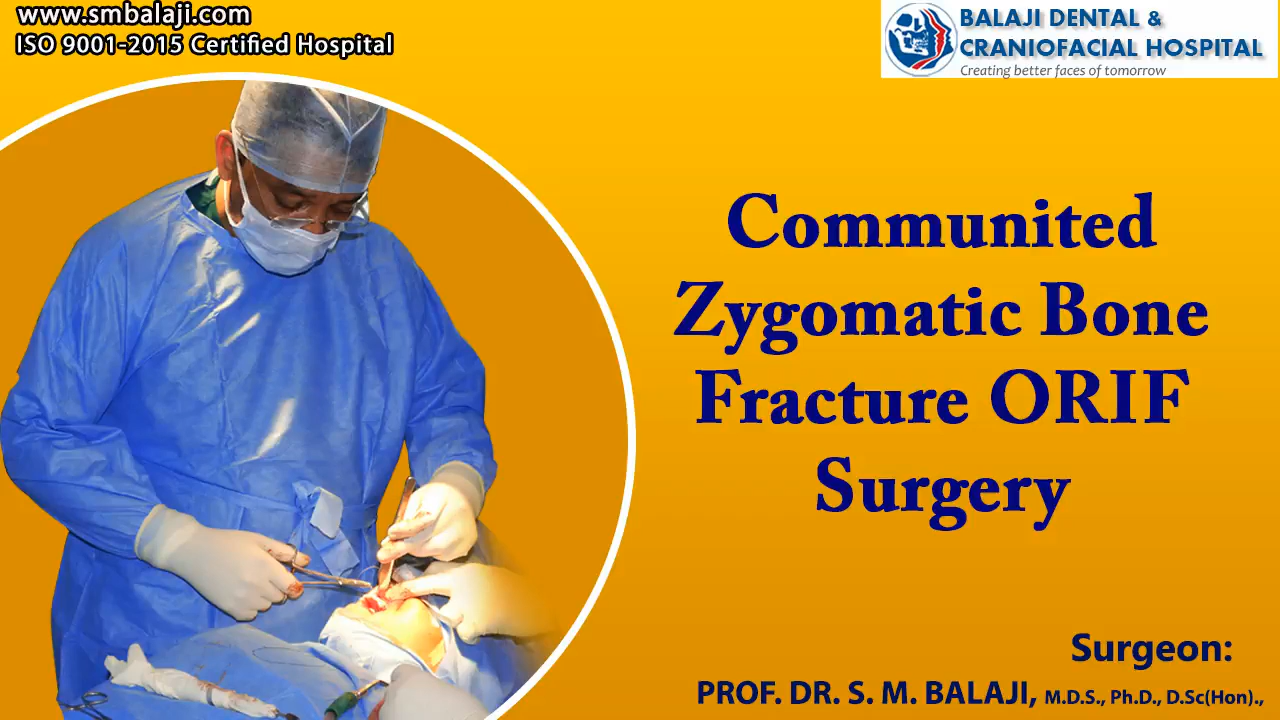 www.smbalaji.com
ISO 9001-2015 Certified Hospital
BALAJI DENTAL &
CRANIOFACIAL HOSPITAL
Creating better faces of tomorrow
Communited
Zygomatic Bone
Fracture ORIF
Surgery
Surgeon:
PROF. DR. S. M. BALAJI, M.D.S., Ph.D., D.Sc(Hon).,